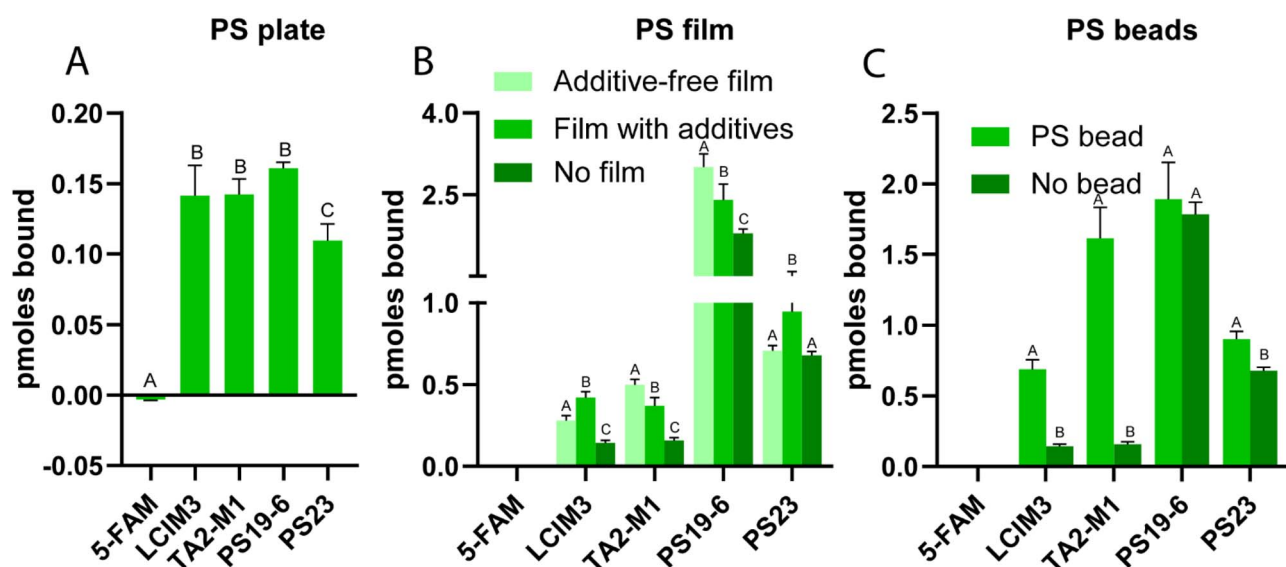 PS plate
A
pmoles bound
0.20
0.15
0.10
0.05
0.00
-0.05
A
B
B
B
C
5-FAM
LCIM3
TA2-M1
PS19-6
PS23
PS film
B
Additive-free film
Film with additives
No film
pmoles bound
4.0
2.5
1.0
0.5
0.0
A
B
C
A
B
C
A
B
C
A
B
A
5-FAM
LCIM3
TA2-M1
PS19-6
PS23
PS beads
C
PS bead
No bead
pmoles bound
2.5
2.0
1.5
1.0
0.5
0.0
A
B
A
B
A
A
A
B
5-FAM
LCIM3
TA2-M1
PS19-6
PS23